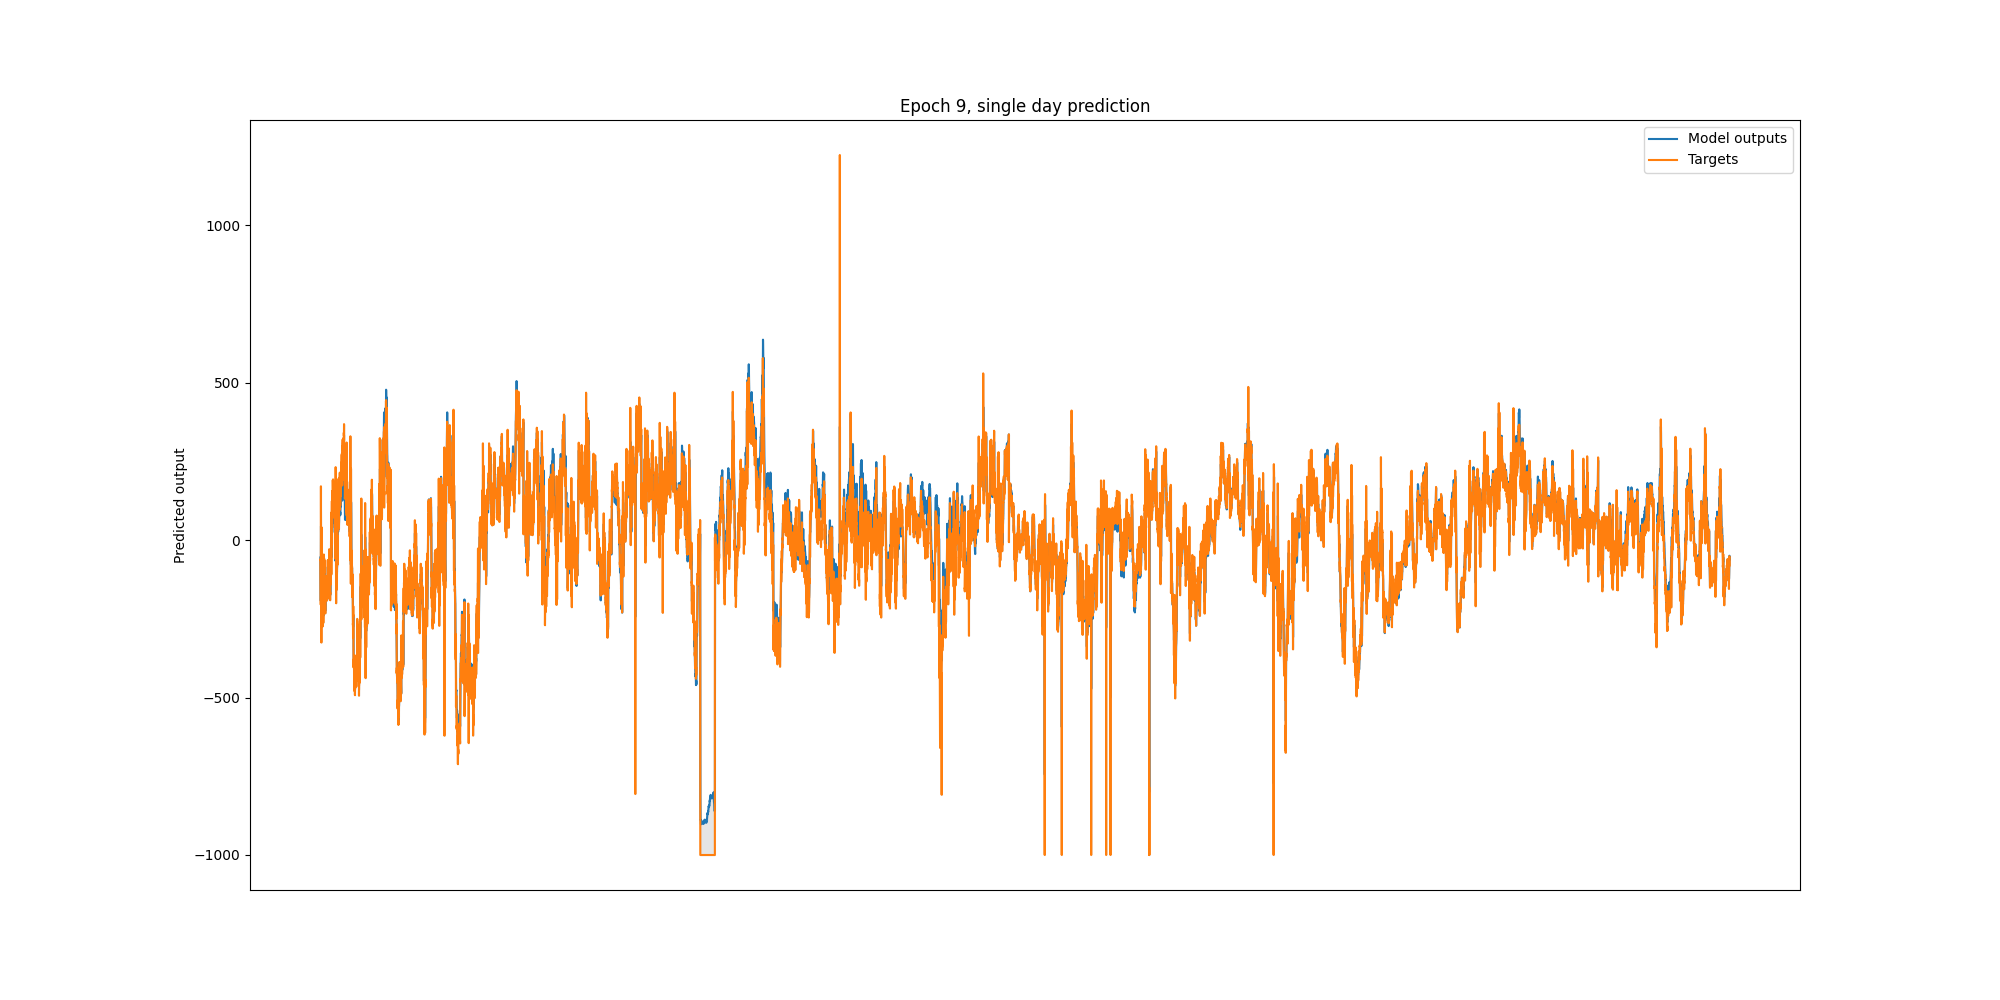 Epoch 9, single day prediction
Model outputs
Targets
1000
500
0
−500
−1000
Predicted output